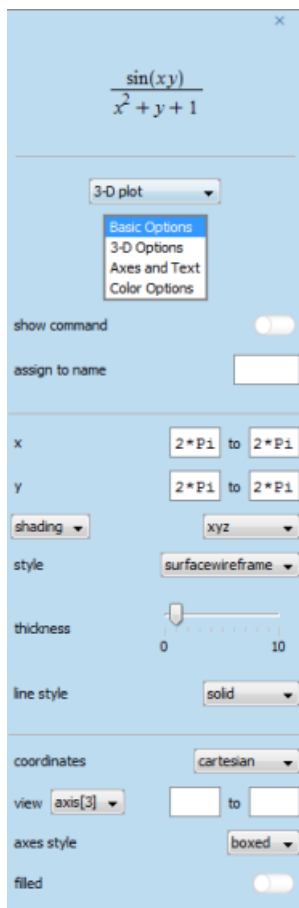 ×
sin(xy)
x² + y + 1
3-D plot
Basic Options
3-D Options
Axes and Text
Color Options
show command
assign to name
x 2*Pi to 2*Pi
y 2*Pi to 2*Pi
shading xyz
style surfacewireframe
thickness
0 10
line style solid
coordinates cartesian
view axis[3] to
axes style boxed
filled